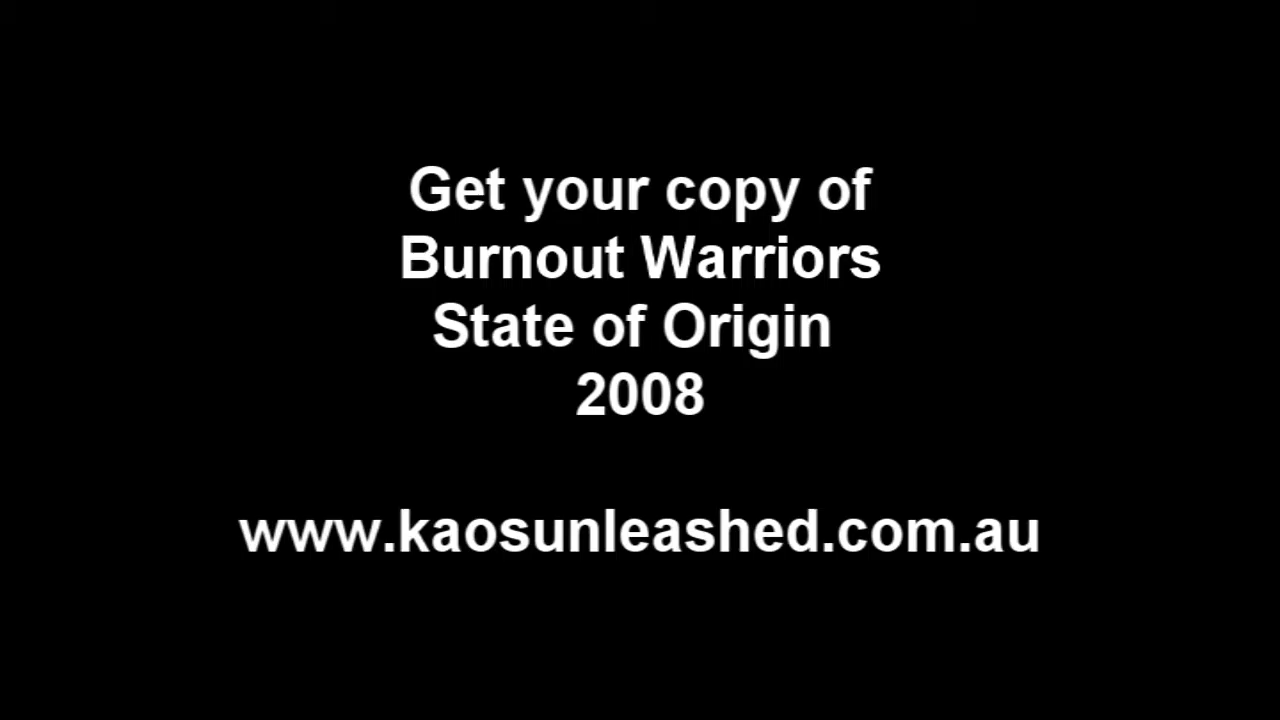 Get your copy of
Burnout Warriors
State of Origin
2008
www.kaosunleashed.com.au